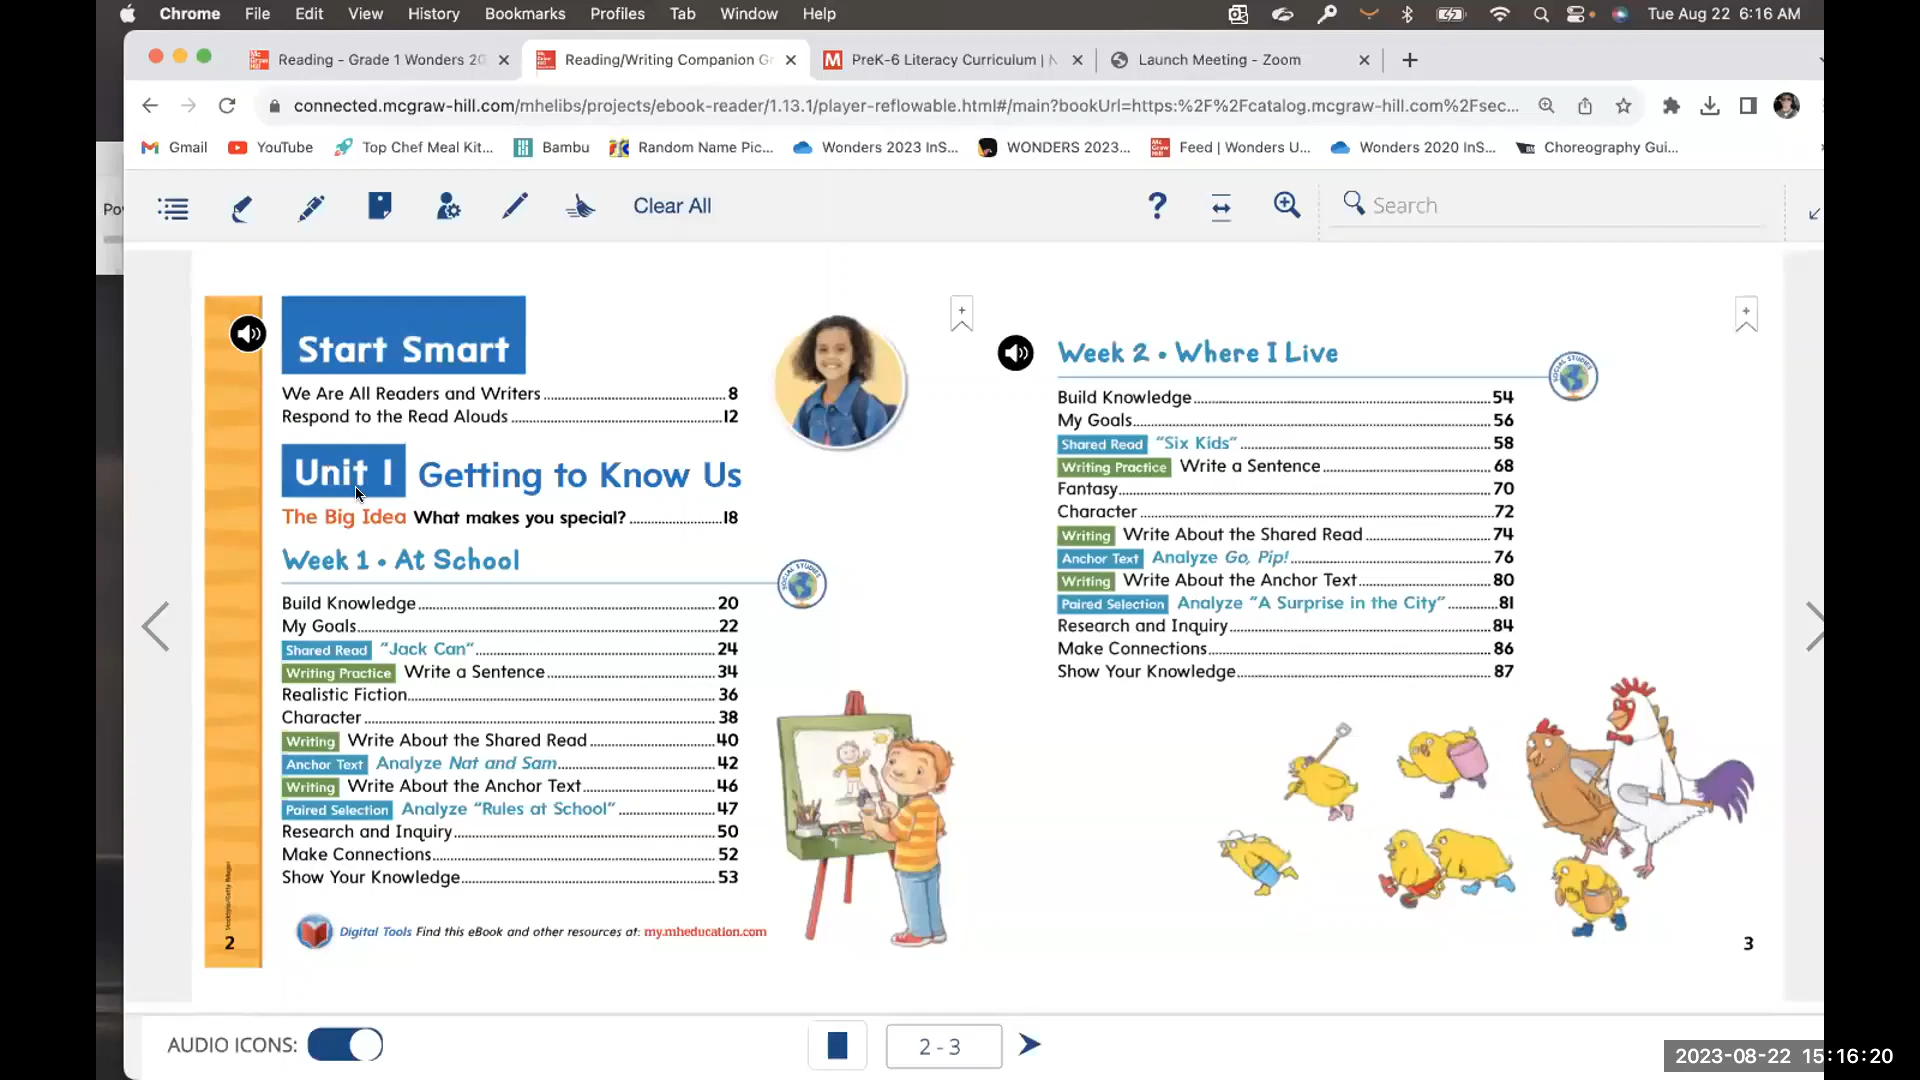 Chrome File Edit View History Bookmarks Profiles Tab Window Help Tue Aug 22 6:16 AM
Reading - Grade 1 Wonders 20
Reading/Writing Companion Gr
PreK-6 Literacy Curriculum | N
Launch Meeting - Zoom
connected.mcgraw-hill.com/mhelibs/projects/ebook-reader/1.13.1/player-reflowable.html#/main?bookUrl=https:%2F%2Fcatalog.mcgraw-hill.com%2Fsec...
Gmail YouTube Top Chef Meal Kit... Bambu Random Name Pic... Wonders 2023 InS... WONDERS 2023... Feed | Wonders U... Wonders 2020 InS... Choreography Gui...
Clear All
? Search
Start Smart
We Are All Readers and Writers 8
Respond to the Read Alouds 12
Unit 1 Getting to Know Us
The Big Idea What makes you special? 18
Week 1 • At School
SOCIAL STUDIES
Build Knowledge 20
My Goals 22
Shared Read "Jack Can" 24
Writing Practice Write a Sentence 34
Realistic Fiction 36
Character 38
Writing Write About the Shared Read 40
Anchor Text Analyze Nat and Sam 42
Writing Write About the Anchor Text 46
Paired Selection Analyze "Rules at School" 47
Research and Inquiry 50
Make Connections 52
Show Your Knowledge 53
Digital Tools Find this eBook and other resources at: my.mheducation.com
2
Week 2 • Where I Live
SOCIAL STUDIES
Build Knowledge 54
My Goals 56
Shared Read "Six Kids" 58
Writing Practice Write a Sentence 68
Fantasy 70
Character 72
Writing Write About the Shared Read 74
Anchor Text Analyze Go, Pip! 76
Writing Write About the Anchor Text 80
Paired Selection Analyze "A Surprise in the City" 81
Research and Inquiry 84
Make Connections 86
Show Your Knowledge 87
3
AUDIO ICONS:
2 - 3
2023-08-22 15:16:20